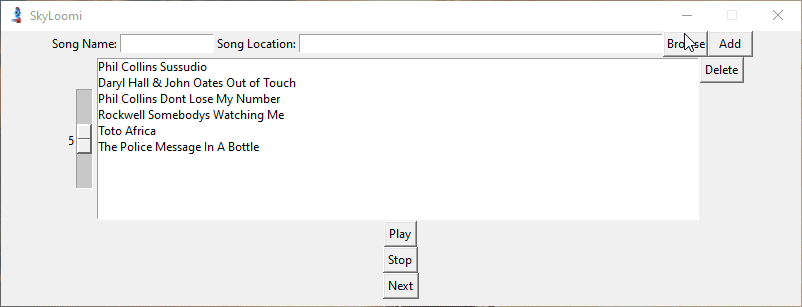 SkyLoomi
Song Name: Song Location: Browse Add
Phil Collins Sussudio
Delete
Daryl Hall & John Oates Out of Touch
Phil Collins Dont Lose My Number
Rockwell Somebodys Watching Me
Toto Africa
5
The Police Message In A Bottle
Play
Stop
Next